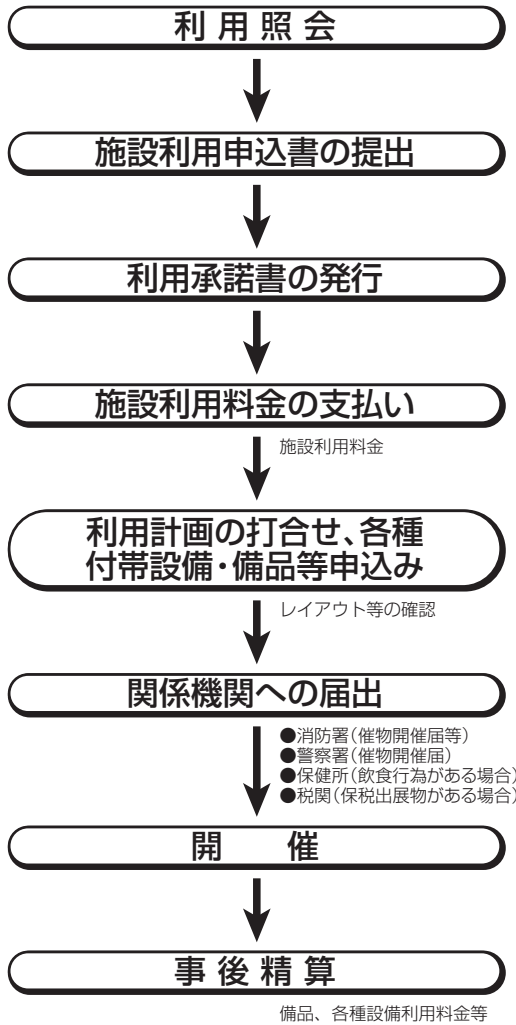 利用照会
施設利用申込書の提出
利用承諾書の発行
施設利用料金の支払い
施設利用料金
利用計画の打合せ、各種
付帯設備・備品等申込み
レイアウト等の確認
関係機関への届出
●消防署(催物開催届等)
●警察署(催物開催届)
●保健所(飲食行為がある場合)
●税関(保税出展物がある場合)
開　催
事後精算
備品、各種設備利用料金等